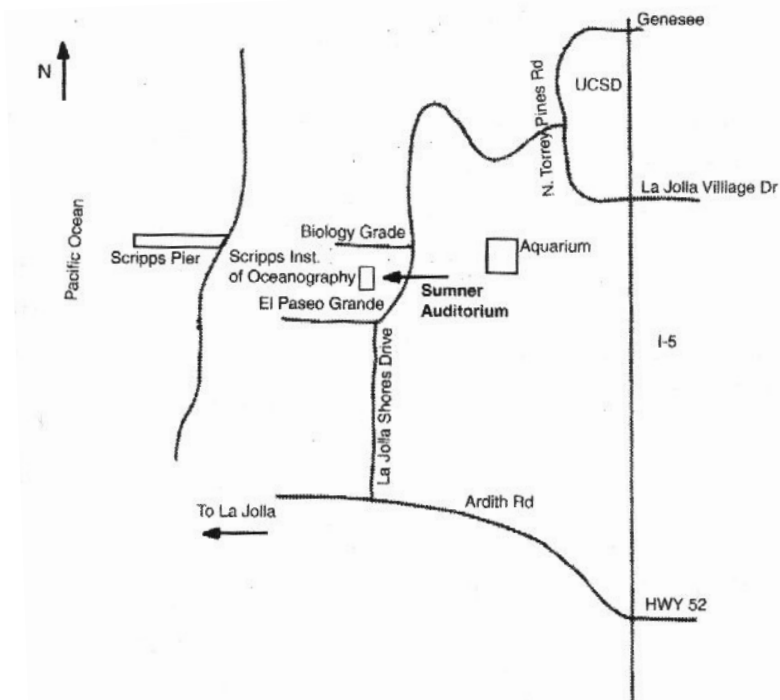 Genesee
N
UCSD
N. Torrey Pines Rd
La Jolla Villiage Dr
Pacific Ocean
Biology Grade
Aquarium
Scripps Pier
Scripps Inst.
of Oceanography
Sumner
Auditorium
El Paseo Grande
I-5
La Jolla Shores Drive
Ardith Rd
To La Jolla
HWY 52